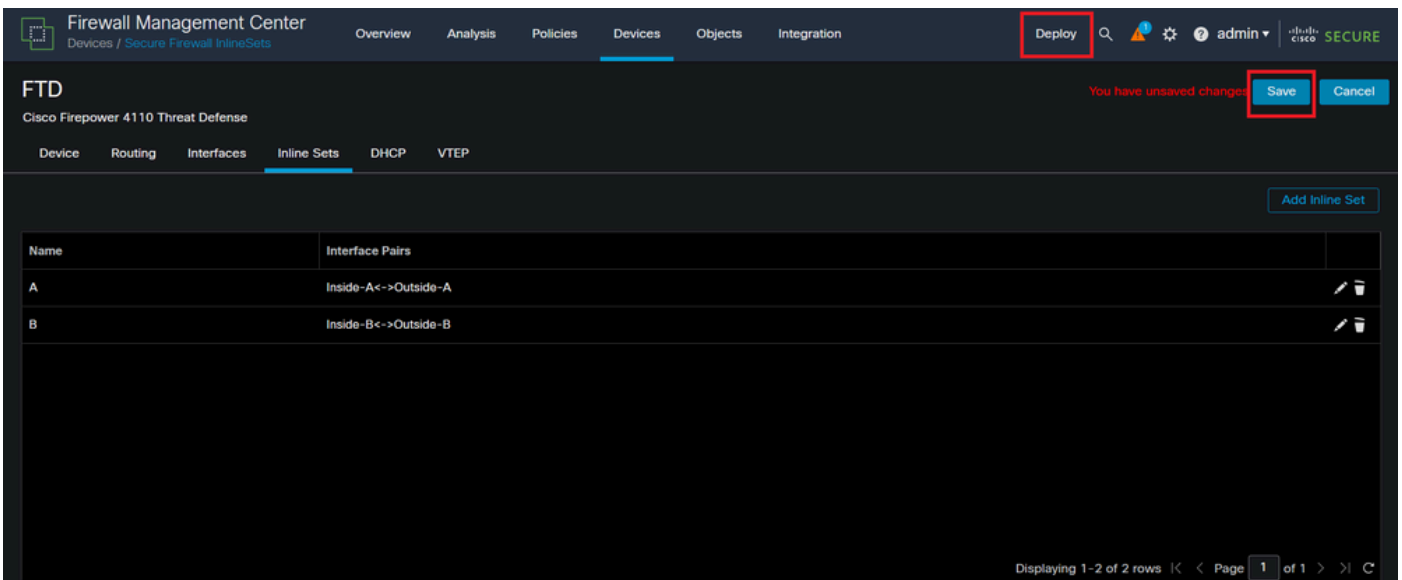 Firewall Management Center
Devices / Secure Firewall InlineSets
Overview Analysis Policies Devices Objects Integration Deploy 1 ? admin cisco SECURE
FTD
You have unsaved changes Save Cancel
Cisco Firepower 4110 Threat Defense
Device Routing Interfaces Inline Sets DHCP VTEP
Add Inline Set
Name Interface Pairs
A Inside-A<->Outside-A
B Inside-B<->Outside-B
Displaying 1-2 of 2 rows |< < Page 1 of 1 > >| C